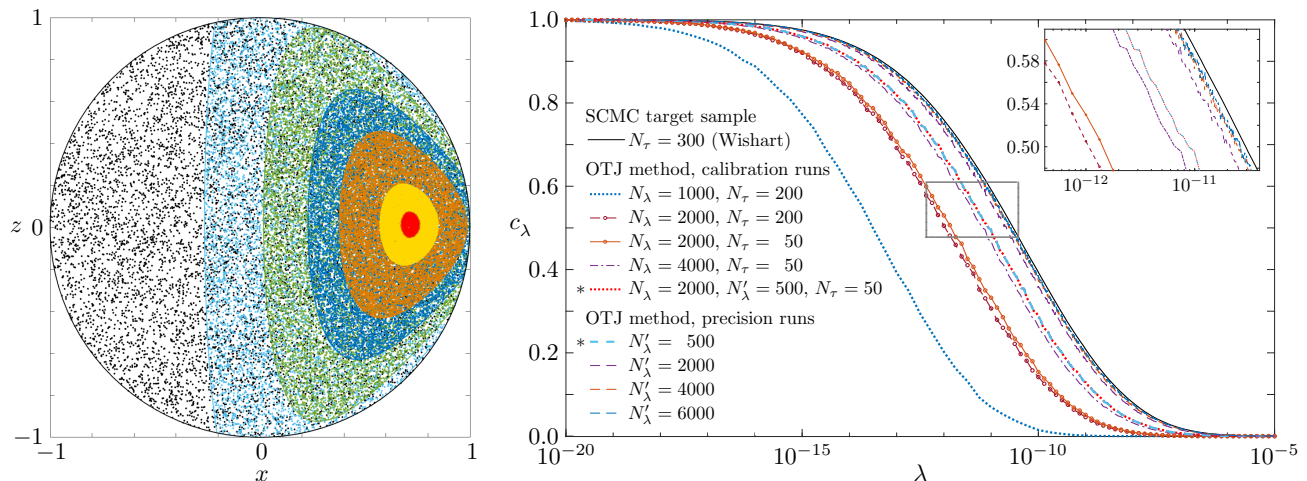 1
z
0
−1
−1
0
1
x
1.0
0.8
0.6
c_λ
0.4
0.2
0.0
10^−20
10^−15
10^−10
10^−5
λ
SCMC target sample
N_τ = 300 (Wishart)
OTJ method, calibration runs
N_λ = 1000, N_τ = 200
N_λ = 2000, N_τ = 200
N_λ = 2000, N_τ = 50
N_λ = 4000, N_τ = 50
* N_λ = 2000, N′_λ = 500, N_τ = 50
OTJ method, precision runs
* N′_λ = 500
N′_λ = 2000
N′_λ = 4000
N′_λ = 6000
0.58
0.54
0.50
10^−12
10^−11